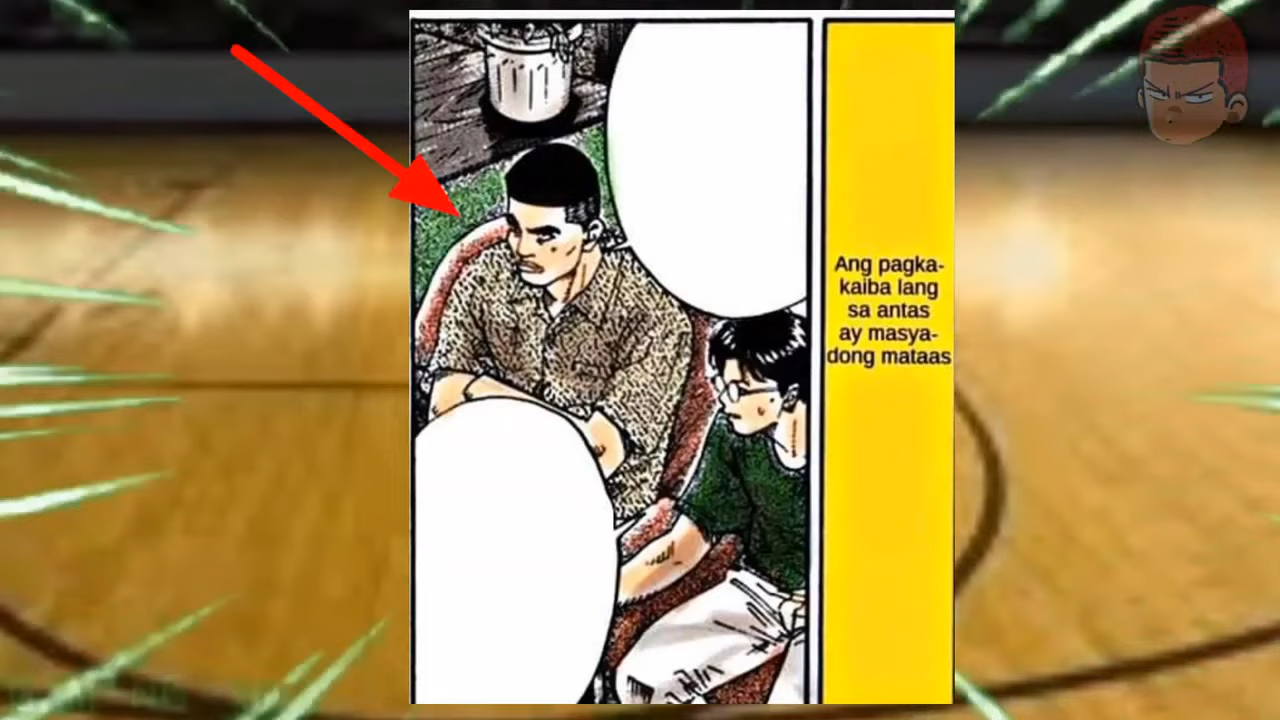 Ang pagka-
kaiba lang
sa antas
ay masya-
dong mataas